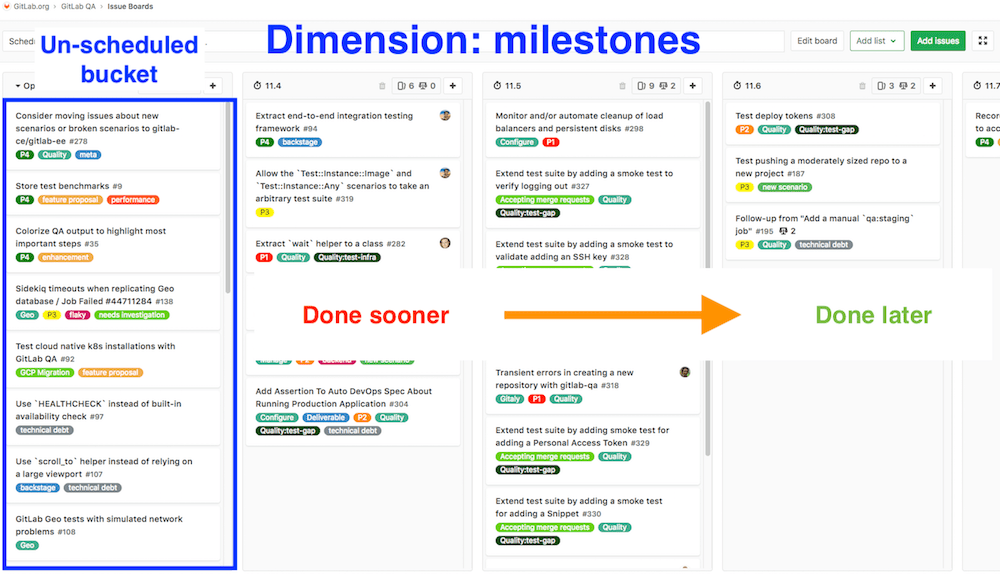 GitLab.org › GitLab QA › Issue Boards
Dimension: milestones
Un-scheduled
bucket
Edit board
Add list
Add issues
11.4
6
0
Consider moving issues about new
scenarios or broken scenarios to gitlab-
ce/gitlab-ee #278
P4 Quality meta
Store test benchmarks #9
P4 feature proposal performance
Colorize QA output to highlight most
important steps #35
P4 enhancement
Sidekiq timeouts when replicating Geo
database / Job Failed #44711284 #138
Geo P3 flaky needs investigation
Test cloud native k8s installations with
GitLab QA #92
GCP Migration feature proposal
Use `HEALTHCHECK` instead of built-in
availability check #97
technical debt
Use `scroll_to` helper instead of relying on
a large viewport #107
backstage technical debt
GitLab Geo tests with simulated network
problems #108
Geo
Extract end-to-end integration testing
framework #94
P4 backstage
Allow the `Test::Instance::Image` and
`Test::Instance::Any` scenarios to take an
arbitrary test suite #319
P3
Extract `wait` helper to a class #282
P1 Quality Quality:test-infra
Add Assertion To Auto DevOps Spec About
Running Production Application #304
Configure Deliverable P2 Quality
Quality:test-gap technical debt
11.5
9
2
Monitor and/or automate cleanup of load
balancers and persistent disks #298
Configure P1
Extend test suite by adding a smoke test to
verify logging out #327
Accepting merge requests Quality
Quality:test-gap
Extend test suite by adding a smoke test to
validate adding an SSH key #328
Transient errors in creating a new
repository with gitlab-qa #318
Gitaly P1 Quality
Extend test suite by adding smoke test for
adding a Personal Access Token #329
Accepting merge requests Quality
Quality:test-gap
Extend test suite by adding a smoke test
for adding a Snippet #330
Accepting merge requests Quality
Quality:test-gap
11.6
3
2
Test deploy tokens #308
P2 Quality Quality:test-gap
Test pushing a moderately sized repo to a
new project #187
P3 new scenario
Follow-up from "Add a manual `qa:staging`
job" #195 2
P3 Quality technical debt
11.7
P4
Done sooner
Done later